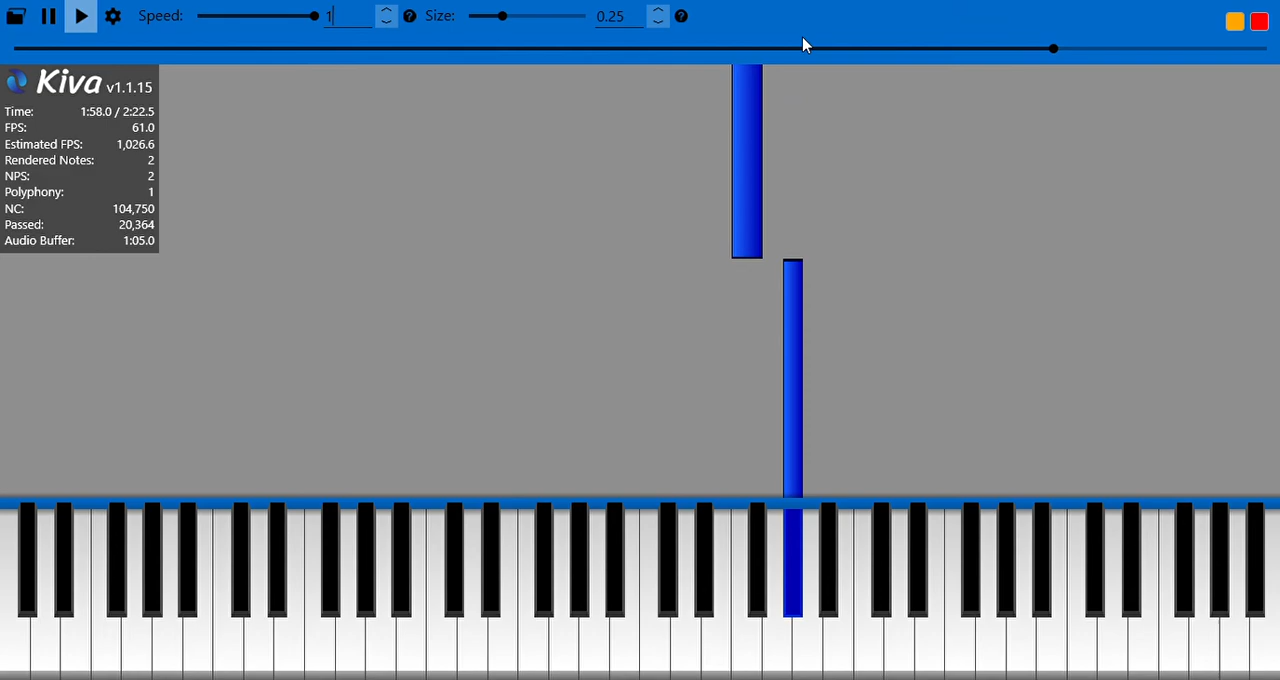 Speed: 1 Size: 0.25
Kiva v1.1.15
Time: 1:58.0 / 2:22.5
FPS: 61.0
Estimated FPS: 1,026.6
Rendered Notes: 2
NPS: 2
Polyphony: 1
NC: 104,750
Passed: 20,364
Audio Buffer: 1:05.0